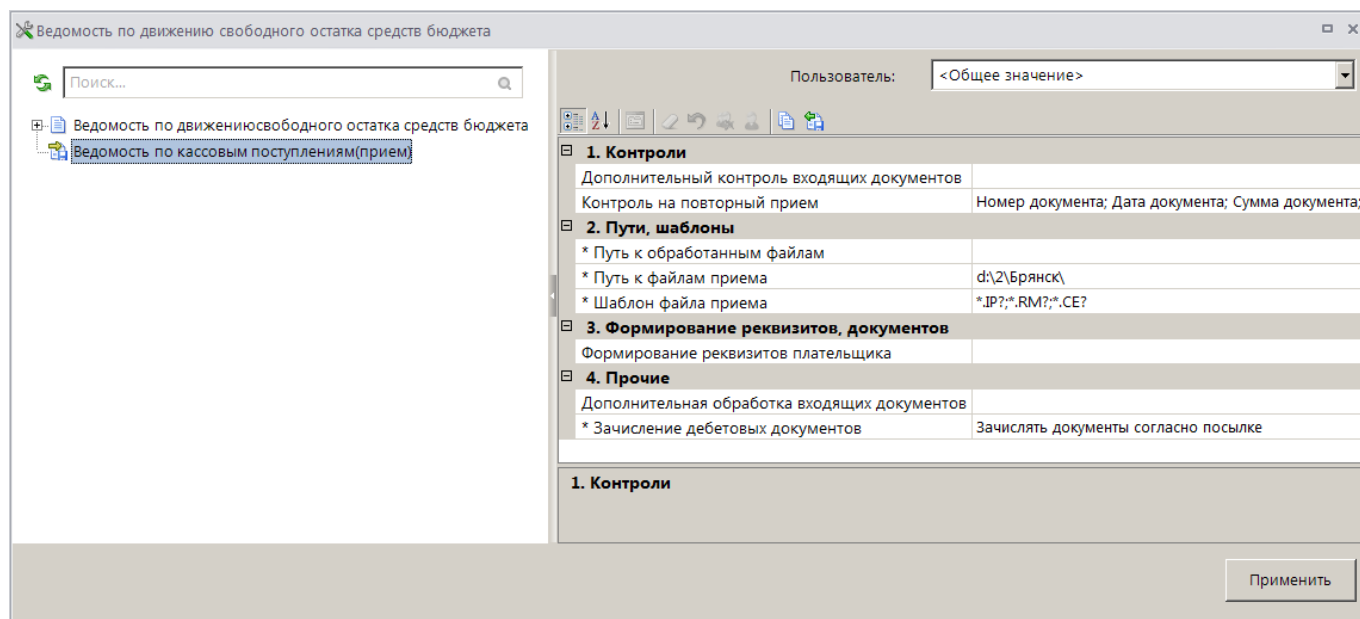 Ведомость по движению свободного остатка средств бюджета
Поиск...
Ведомость по движениюсвободного остатка средств бюджета
Ведомость по кассовым поступлениям(прием)
Пользователь: <Общее значение>
1. Контроли
Дополнительный контроль входящих документов
Контроль на повторный прием Номер документа; Дата документа; Сумма документа;
2. Пути, шаблоны
* Путь к обработанным файлам
* Путь к файлам приема d:\2\Брянск\
* Шаблон файла приема *.IP?;*.RM?;*.CE?
3. Формирование реквизитов, документов
Формирование реквизитов плательщика
4. Прочие
Дополнительная обработка входящих документов
* Зачисление дебетовых документов Зачислять документы согласно посылке
1. Контроли
Применить